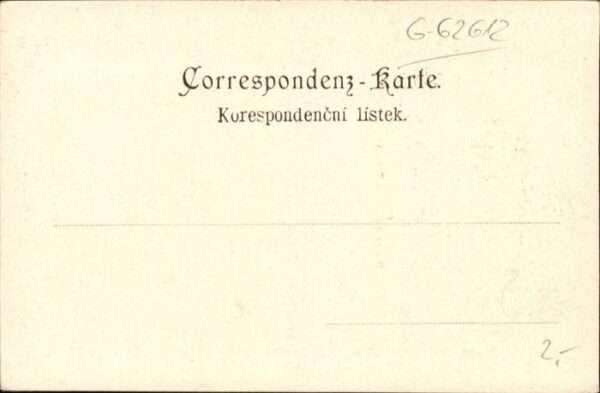 G-62612
Correspondenz-Karte.
Korespondenční lístek.
2,-